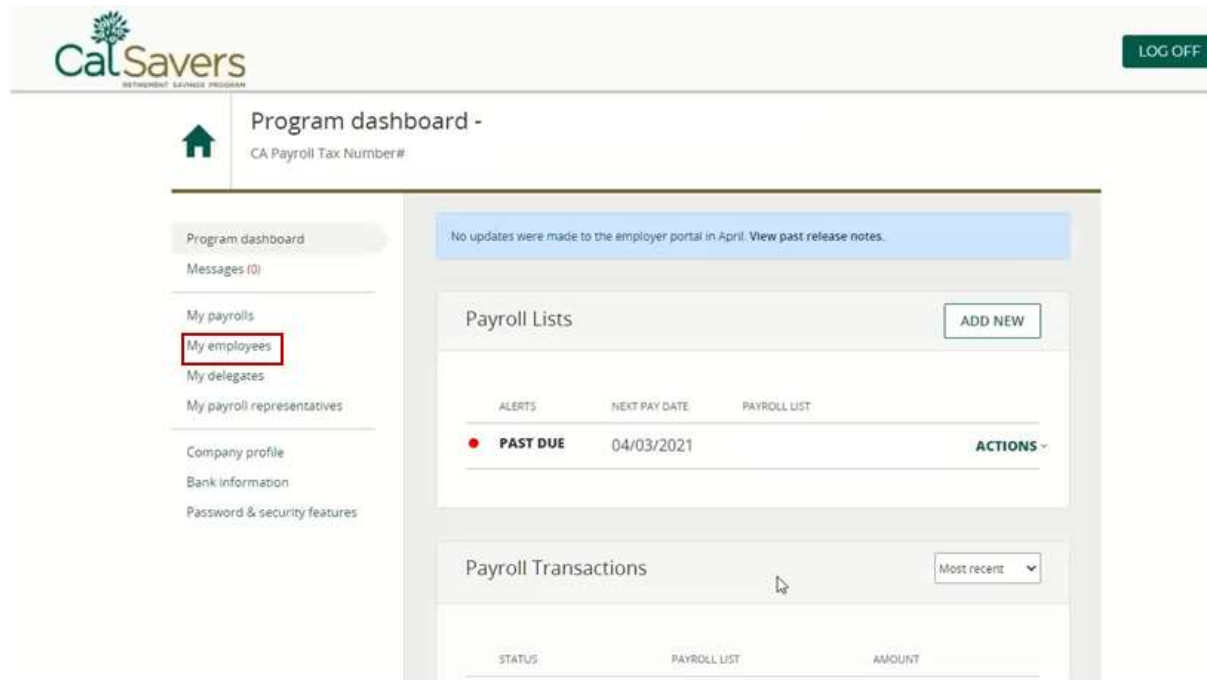 CalSavers
RETIREMENT SAVINGS PROGRAM
LOG OFF
Program dashboard -
CA Payroll Tax Number#
Program dashboard
Messages (0)
My payrolls
My employees
My delegates
My payroll representatives
Company profile
Bank information
Password & security features
No updates were made to the employer portal in April. View past release notes.
Payroll Lists
ADD NEW
ALERTS NEXT PAY DATE PAYROLL LIST
PAST DUE 04/03/2021 ACTIONS
Payroll Transactions
Most recent
STATUS PAYROLL LIST AMOUNT